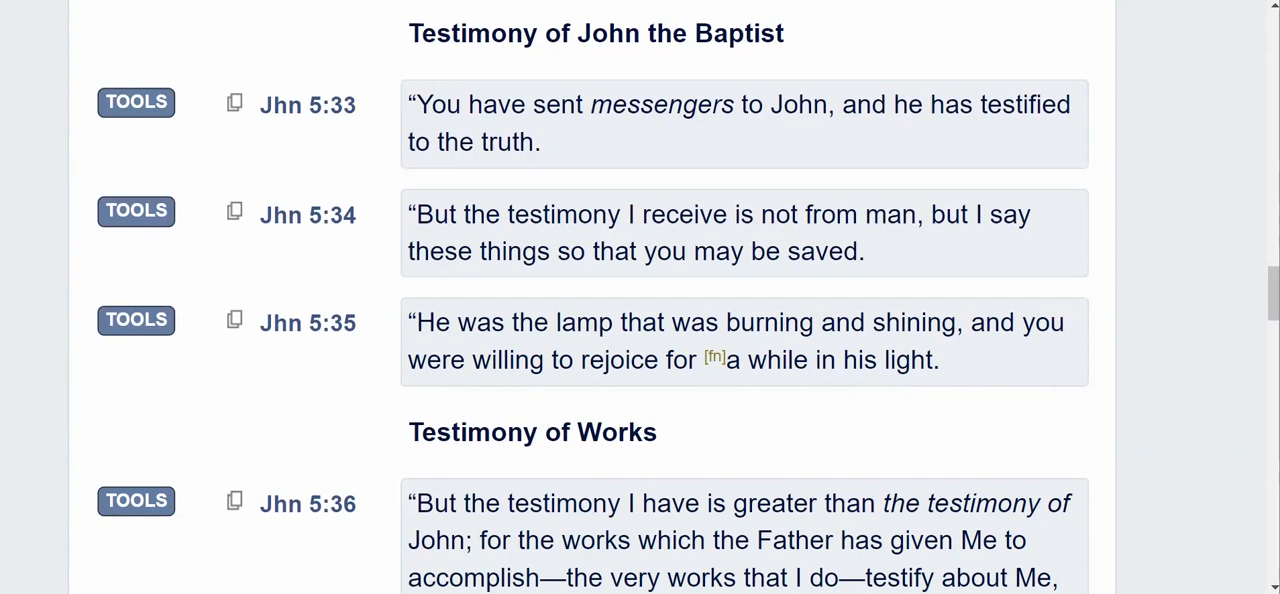 Testimony of John the Baptist
TOOLS Jhn 5:33 “You have sent messengers to John, and he has testified
to the truth.
TOOLS Jhn 5:34 “But the testimony I receive is not from man, but I say
these things so that you may be saved.
TOOLS Jhn 5:35 “He was the lamp that was burning and shining, and you
were willing to rejoice for [fn]a while in his light.
Testimony of Works
TOOLS Jhn 5:36 “But the testimony I have is greater than the testimony of
John; for the works which the Father has given Me to
accomplish—the very works that I do—testify about Me,